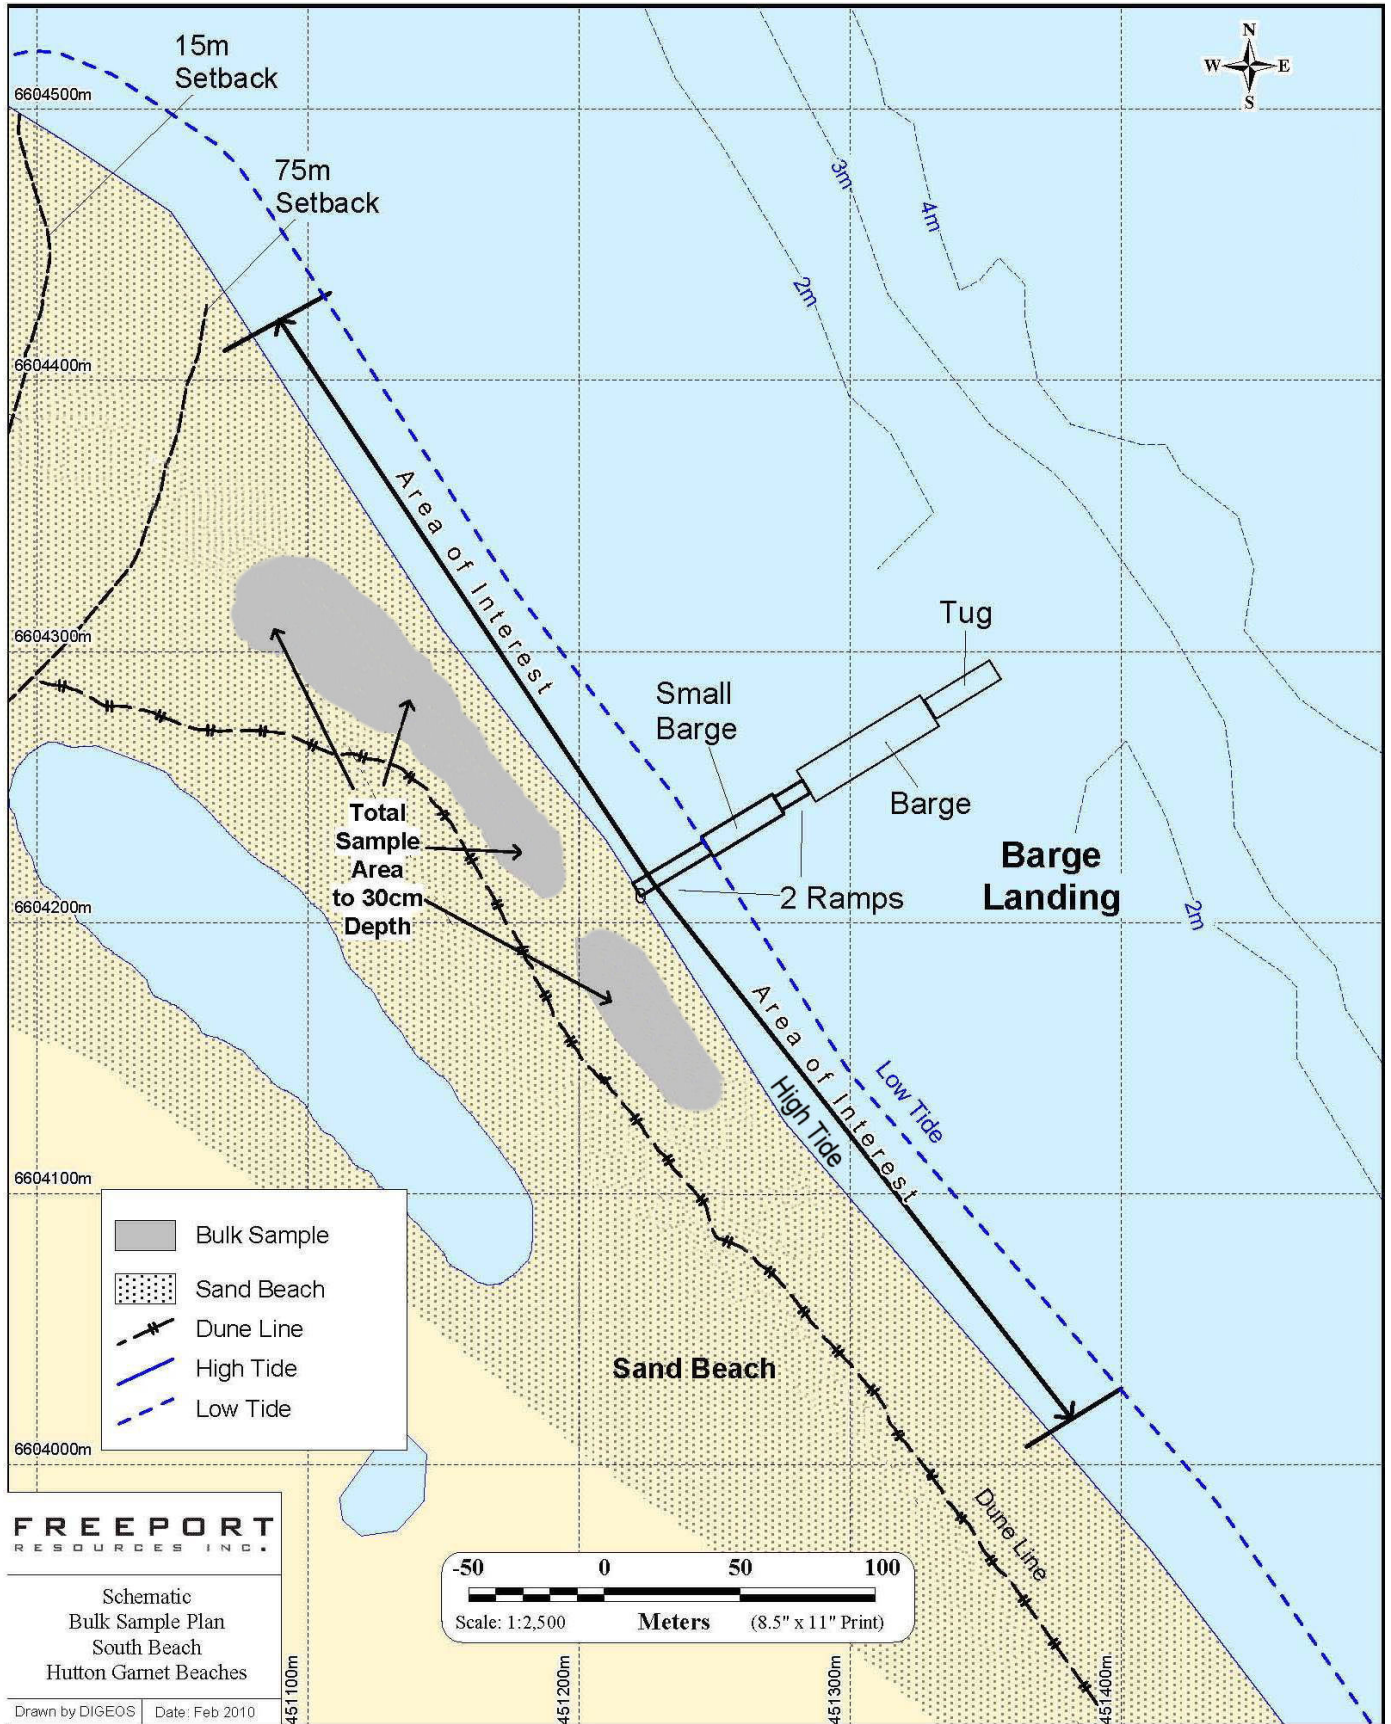 15m
Setback
N
W E
S
6604500m
75m
Setback
3m
4m
2m
6604400m
Area of Interest
Tug
6604300m
Small
Barge
Barge
Total
Sample
Area
to 30cm
Depth
Barge
Landing
2 Ramps
6604200m
2m
Area of Interest
Low Tide
High Tide
6604100m
Bulk Sample
Sand Beach
Dune Line
High Tide
Low Tide
Sand Beach
6604000m
Dune Line
FREEPORT
RESOURCES INC.
Schematic
Bulk Sample Plan
South Beach
Hutton Garnet Beaches
Drawn by DIGEOS Date: Feb 2010
-50 0 50 100
Scale: 1:2,500 Meters (8.5" x 11" Print)
451100m
451200m
451300m
451400m